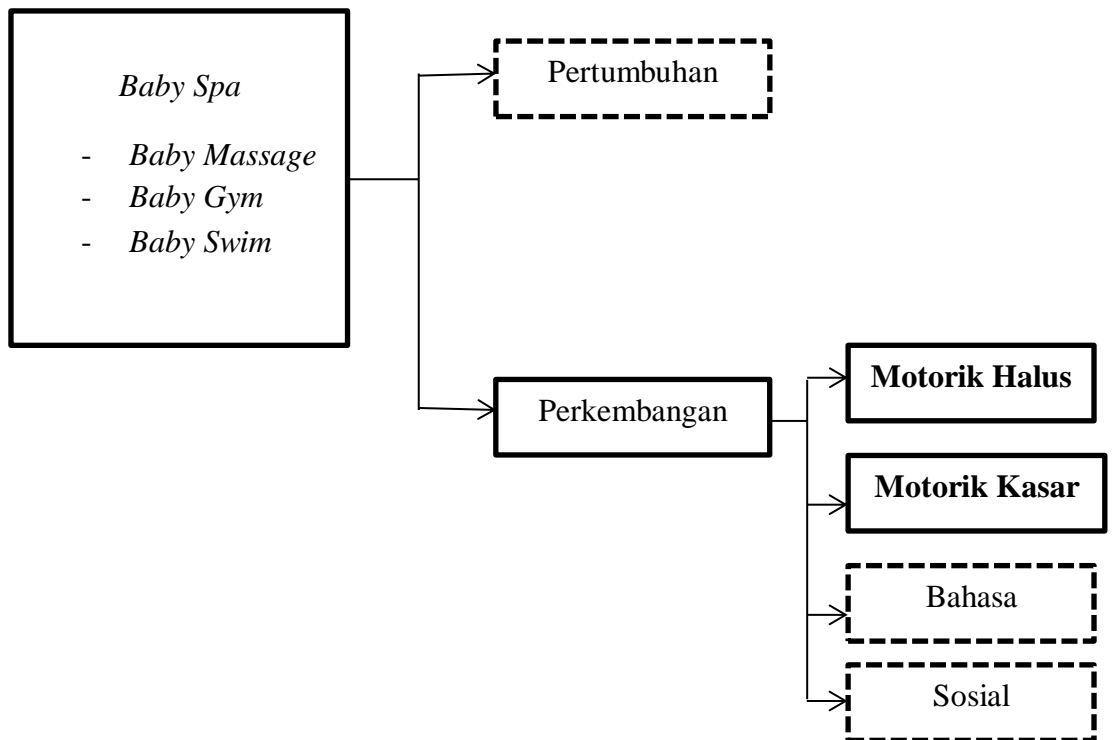 Baby Spa
- Baby Massage
- Baby Gym
- Baby Swim
Pertumbuhan
Perkembangan
Motorik Halus
Motorik Kasar
Bahasa
Sosial